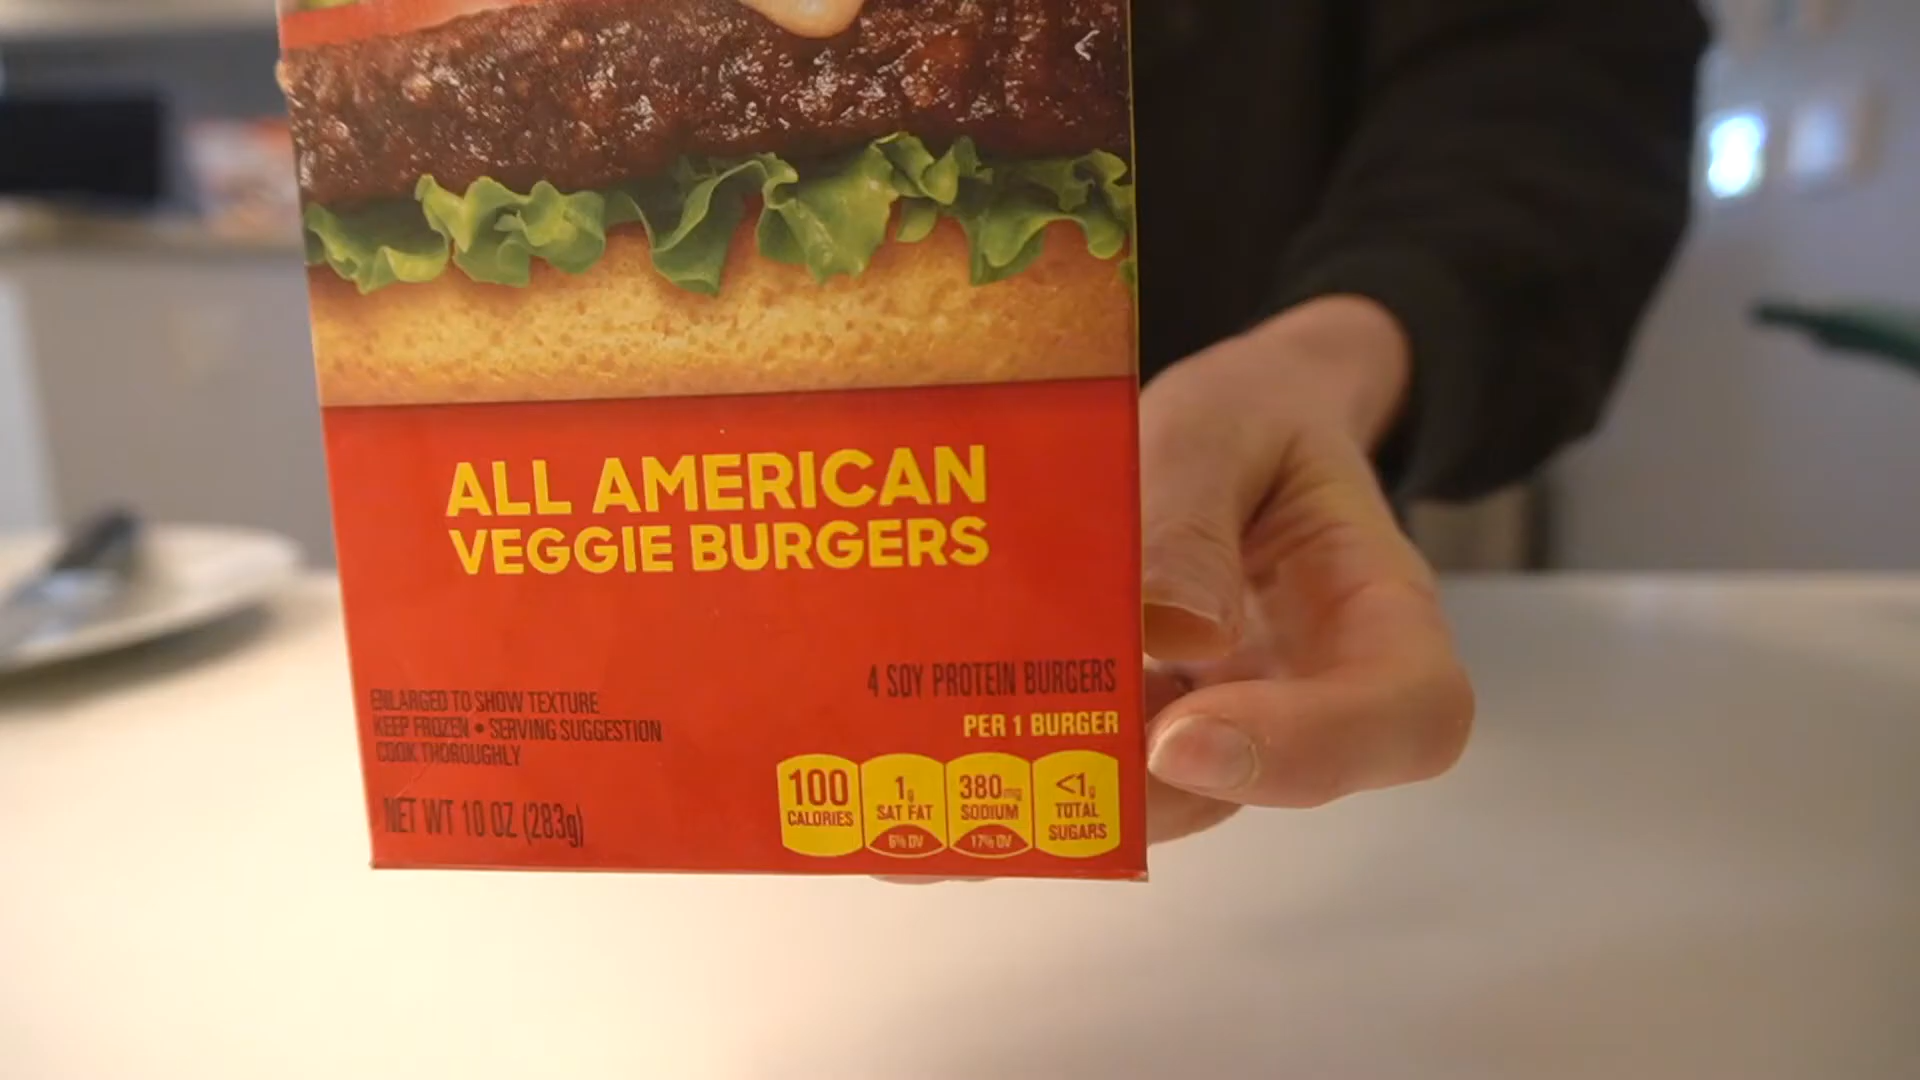 ALL AMERICAN
VEGGIE BURGERS
4 SOY PROTEIN BURGERS
ENLARGED TO SHOW TEXTURE
KEEP FROZEN • SERVING SUGGESTION
COOK THOROUGHLY
NET WT 10 OZ (283g)
PER 1 BURGER
100
CALORIES
1g
SAT FAT
6% DV
380mg
SODIUM
17% DV
<1g
TOTAL
SUGARS